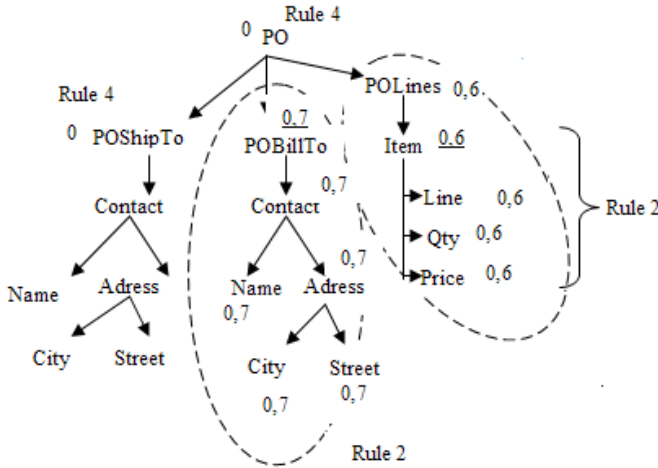 Rule 4
0
PO
POLines 0,6
Rule 4
0 POShipTo
0,7
POBillTo
Item 0,6
0,7
Contact
Contact
Line 0,6
Rule 2
Qty 0,6
0,7
Price 0,6
Name
Adress
Name
Adress
0,7
City
Street
City
Street
0,7
0,7
Rule 2